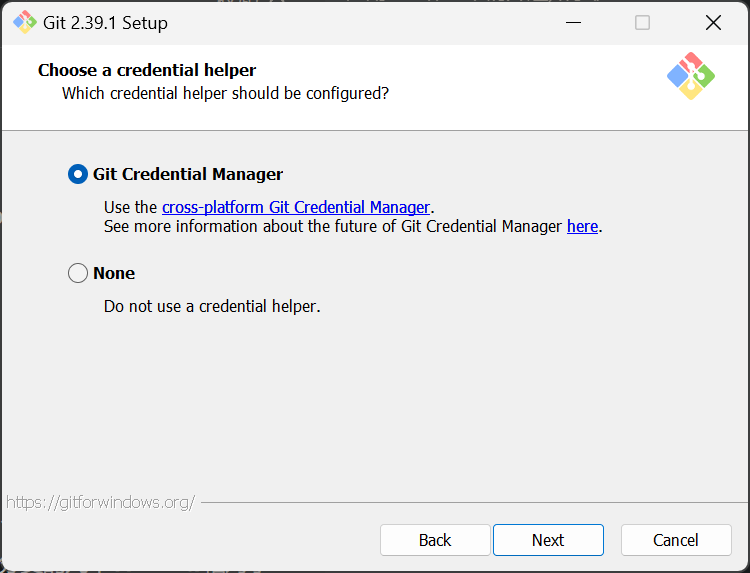 Git 2.39.1 Setup
Choose a credential helper
Which credential helper should be configured?
Git Credential Manager
Use the cross-platform Git Credential Manager.
See more information about the future of Git Credential Manager here.
None
Do not use a credential helper.
https://gitforwindows.org/
Back Next Cancel